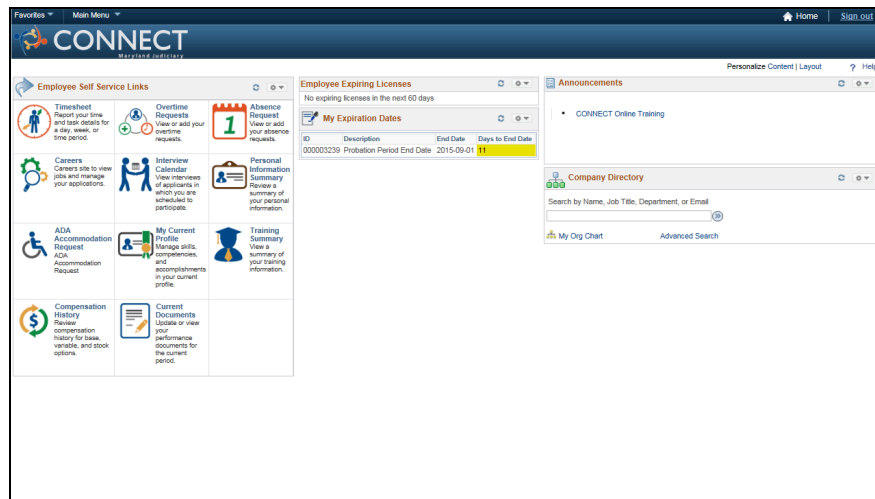 Favorites Main Menu
Home Sign out
CONNECT
Maryland Judiciary
Personalize Content | Layout ? Help
Employee Self Service Links
Timesheet
Report your time
and task details for
a day, week, or
time period.
Overtime
Requests
View or add your
overtime
requests.
1
Absence
Request
View or add
your absence
requests.
Careers
Careers site to view
jobs and manage
your applications.
Interview
Calendar
View interviews
of applicants in
which you are
scheduled to
participate.
Personal
Information
Summary
Review a
summary of
your personal
information.
ADA
Accommodation
Request
ADA
Accommodation
Request
My Current
Profile
Manage skills,
competencies,
and
accomplishments
in your current
profile.
Training
Summary
View a
summary of
your training
information.
$
Compensation
History
Review
compensation
history for base,
variable, and stock
options.
Current
Documents
Update or view
your
performance
documents for
the current
period.
Employee Expiring Licenses
No expiring licenses in the next 60 days
My Expiration Dates
ID Description End Date Days to End Date
000003239 Probation Period End Date 2015-09-01 11
Announcements
• CONNECT Online Training
Company Directory
Search by Name, Job Title, Department, or Email
My Org Chart Advanced Search